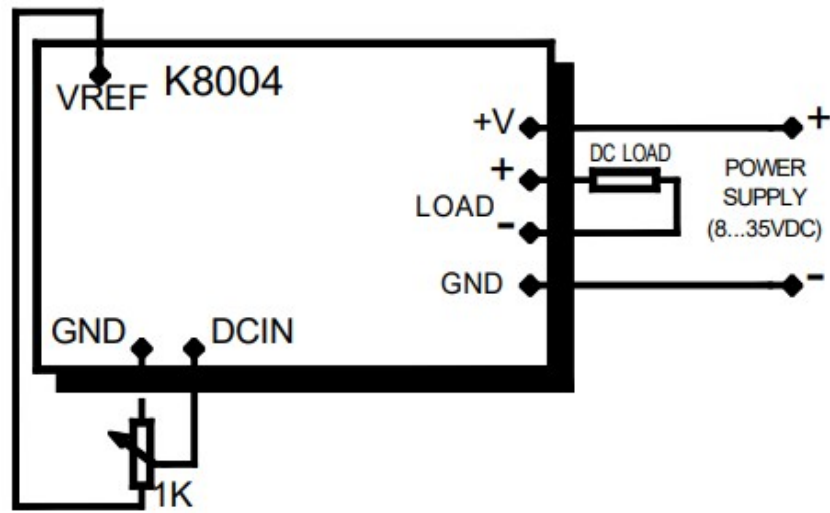 VREF K8004
+V
+
DC LOAD
+
POWER
SUPPLY
(8...35VDC)
LOAD
-
GND
-
GND
DCIN
1K